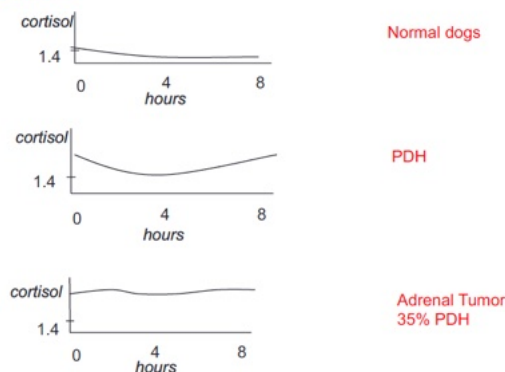 cortisol
Normal dogs
1.4
0 4 8
hours
cortisol
PDH
1.4
0 4 8
hours
cortisol
Adrenal Tumor
35% PDH
1.4
0 4 8
hours